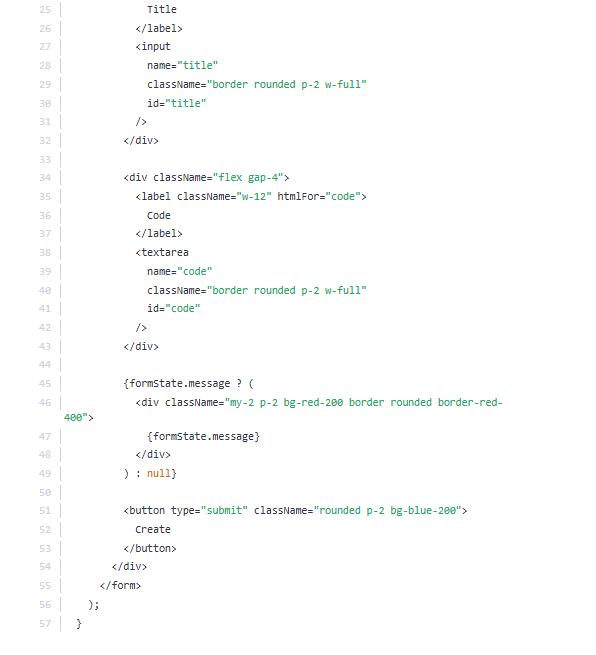 25 Title
26 </label>
27 <input
28 name="title"
29 className="border rounded p-2 w-full"
30 id="title"
31 />
32 </div>
33
34 <div className="flex gap-4">
35 <label className="w-12" htmlFor="code">
36 Code
37 </label>
38 <textarea
39 name="code"
40 className="border rounded p-2 w-full"
41 id="code"
42 />
43 </div>
44
45 {formState.message ? (
46 <div className="my-2 p-2 bg-red-200 border rounded border-red-
400">
47 {formState.message}
48 </div>
49 ) : null}
50
51 <button type="submit" className="rounded p-2 bg-blue-200">
52 Create
53 </button>
54 </div>
55 </form>
56 );
57 }